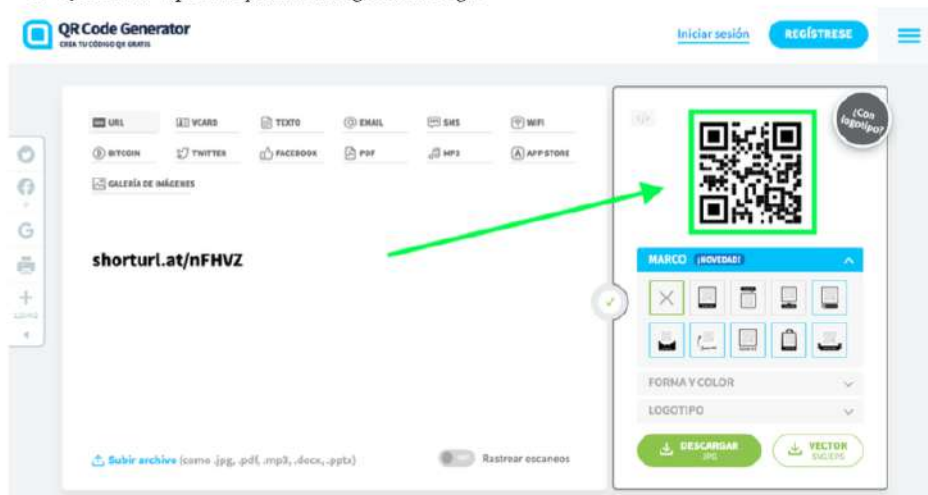 QR Code Generator
CREA TU CÓDIGO QR GRATIS
Iniciar sesión
REGÍSTRESE
URL
VCARD
TEXTO
EMAIL
SMS
WIFI
BITCOIN
TWITTER
FACEBOOK
PDF
MP3
APP STORE
GALERÍA DE IMÁGENES
shorturl.at/nFHVZ
Subir archivo (como .jpg, .pdf, .mp3, .docx, .pptx)
Rastrear escaneos
¿Con
logotipo?
MARCO ¡NOVEDAD!
FORMA Y COLOR
LOGOTIPO
DESCARGAR
JPG
VECTOR
SVG/EPS